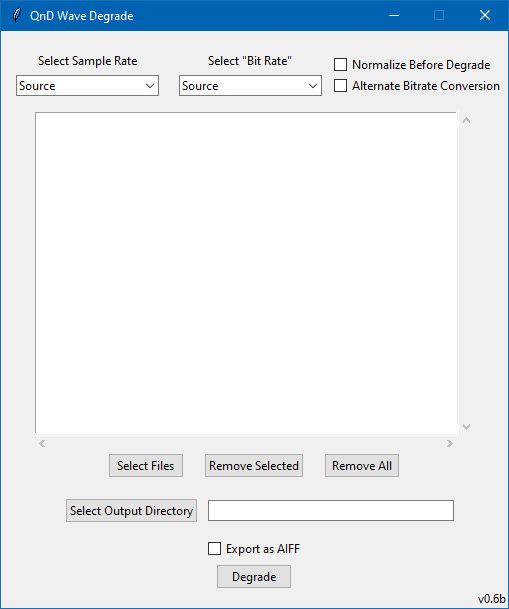 QnD Wave Degrade
Select Sample Rate
Select "Bit Rate"
Normalize Before Degrade
Source
Source
Alternate Bitrate Conversion
Select Files
Remove Selected
Remove All
Select Output Directory
Export as AIFF
Degrade
v0.6b